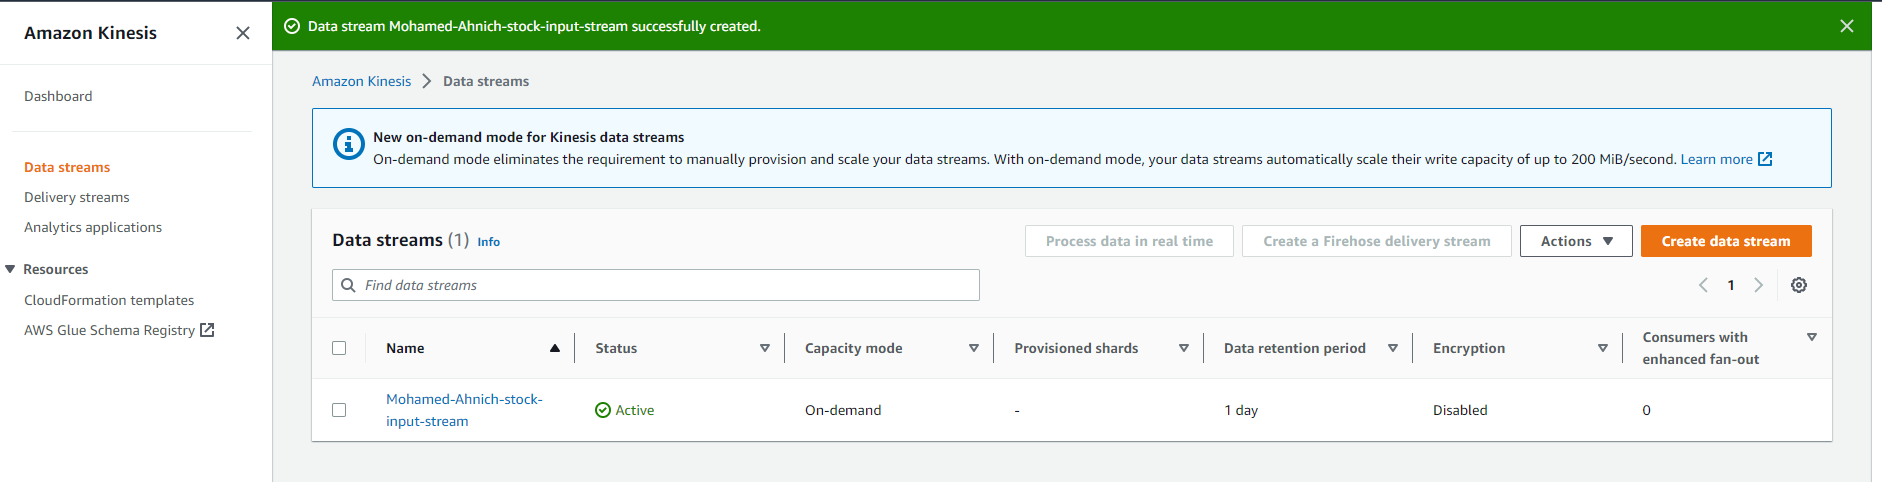 Amazon Kinesis
Dashboard
Data streams
Delivery streams
Analytics applications
Resources
CloudFormation templates
AWS Glue Schema Registry
Data stream Mohamed-Ahnich-stock-input-stream successfully created.
Amazon Kinesis
Data streams
New on-demand mode for Kinesis data streams
On-demand mode eliminates the requirement to manually provision and scale your data streams. With on-demand mode, your data streams automatically scale their write capacity of up to 200 MiB/second. Learn more
Data streams (1) Info
Process data in real time
Create a Firehose delivery stream
Actions
Create data stream
Find data streams
1
Name
Status
Capacity mode
Provisioned shards
Data retention period
Encryption
Consumers with
enhanced fan-out
Mohamed-Ahnich-stock-
input-stream
Active
On-demand
-
1 day
Disabled
0